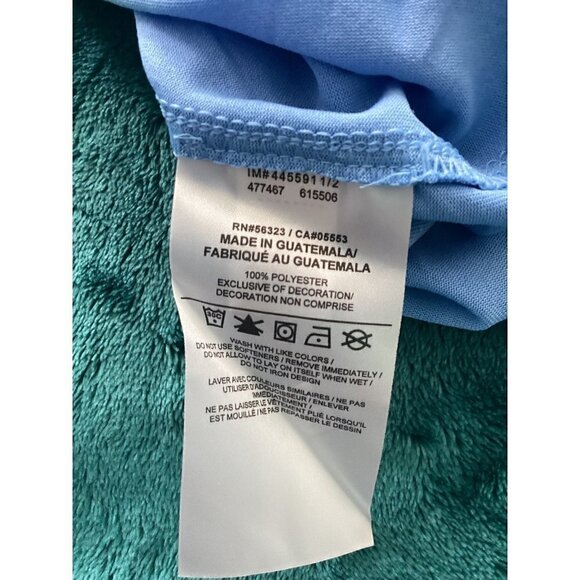 IM#445591 1/2
477467 615506
RN#56323 / CA#05553
MADE IN GUATEMALA/
FABRIQUÉ AU GUATEMALA
100% POLYESTER
EXCLUSIVE OF DECORATION/
DECORATION NON COMPRISE
30C
WASH WITH LIKE COLORS /
DO NOT USE SOFTENERS / REMOVE IMMEDIATELY /
DO NOT ALLOW TO LAY ON ITSELF WHEN WET /
DO NOT IRON DESIGN
LAVER AVEC COULEURS SIMILAIRES / NE PAS
UTILISER D'ADOUCISSEUR / ENLEVER
IMMÉDIATEMENT /
NE PAS LAISSER LE VÊTEMENT PLIÉ LORSQU'IL
EST MOUILLÉ / NE PAS REPASSER LE DESSIN